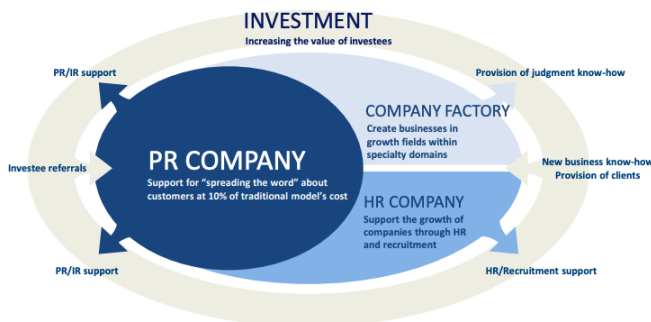 INVESTMENT
Increasing the value of investees
PR/IR support
Provision of judgment know-how
COMPANY FACTORY
Create businesses in
growth fields within
specialty domains
PR COMPANY
Support for “spreading the word” about
customers at 10% of traditional model’s cost
Investee referrals
New business know-how
Provision of clients
HR COMPANY
Support the growth of
companies through HR
and recruitment
PR/IR support
HR/Recruitment support